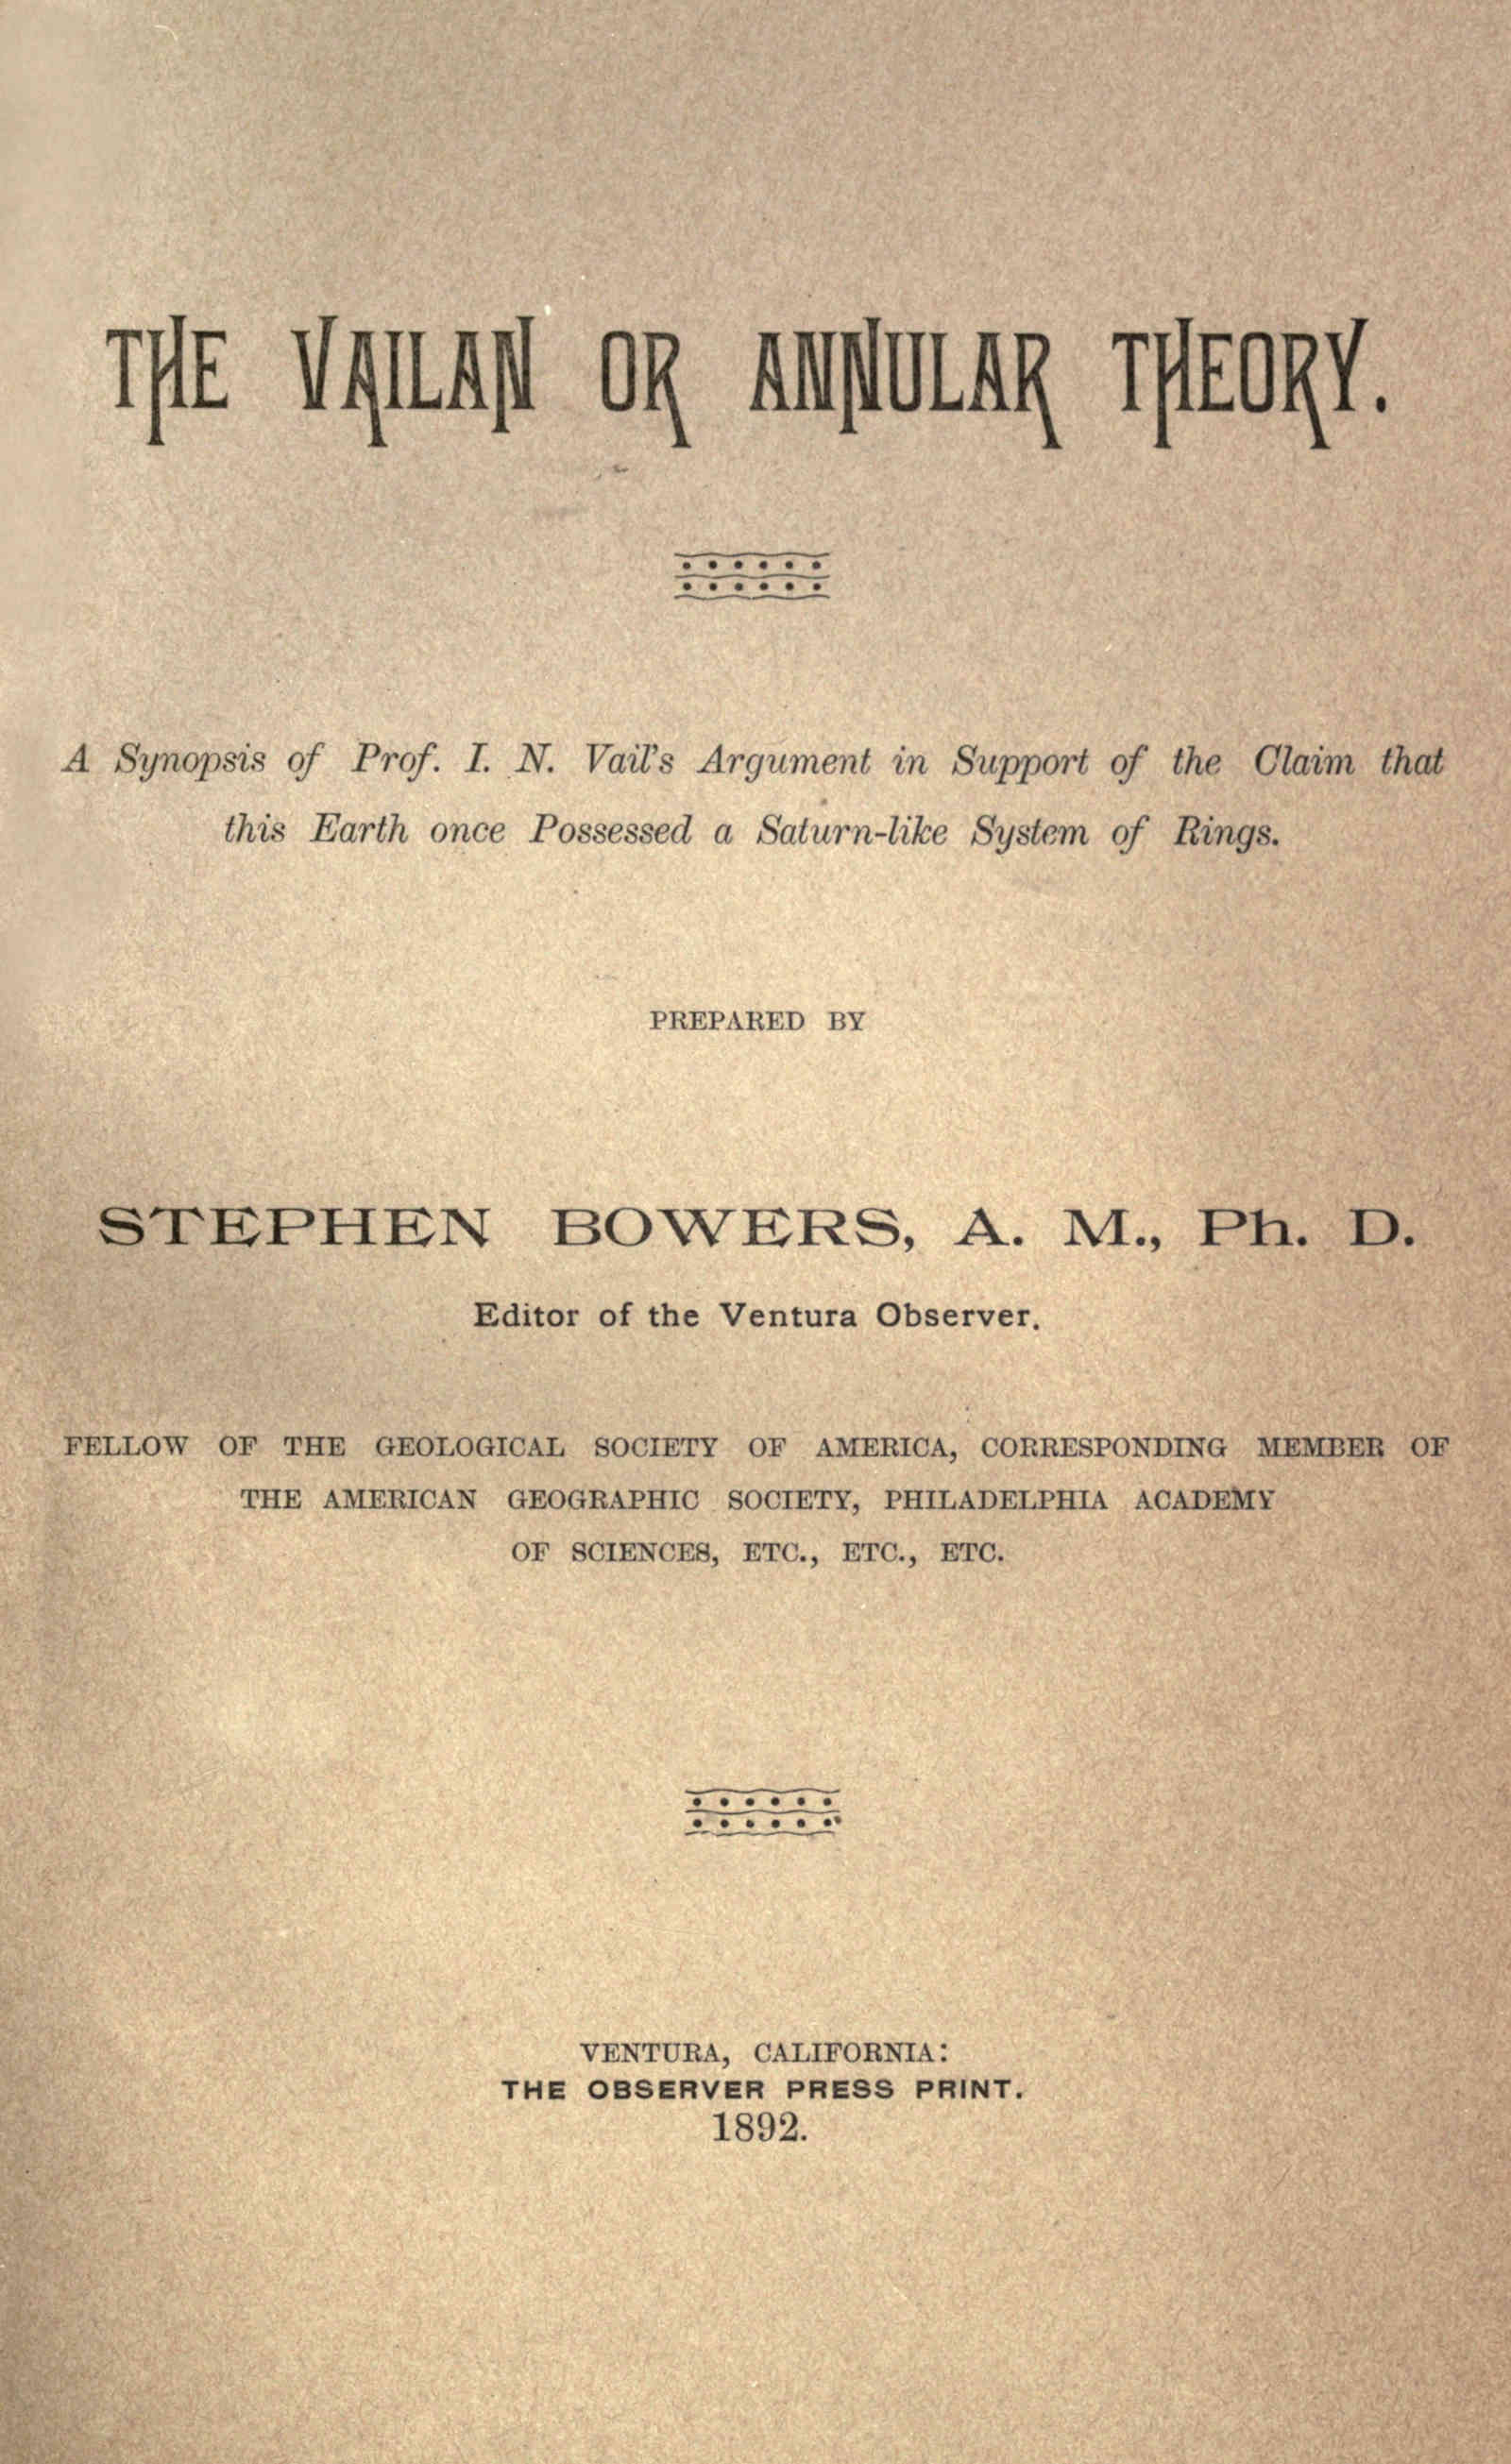 THE VAILAN OR ANNULAR THEORY.
A Synopsis of Prof. I. N. Vail's Argument in Support of the Claim that
this Earth once Possessed a Saturn-like System of Rings.
PREPARED BY
STEPHEN BOWERS, A. M., Ph. D.
Editor of the Ventura Observer.
FELLOW OF THE GEOLOGICAL SOCIETY OF AMERICA, CORRESPONDING MEMBER OF
THE AMERICAN GEOGRAPHIC SOCIETY, PHILADELPHIA ACADEMY
OF SCIENCES, ETC., ETC., ETC.
VENTURA, CALIFORNIA:
THE OBSERVER PRESS PRINT.
1892.